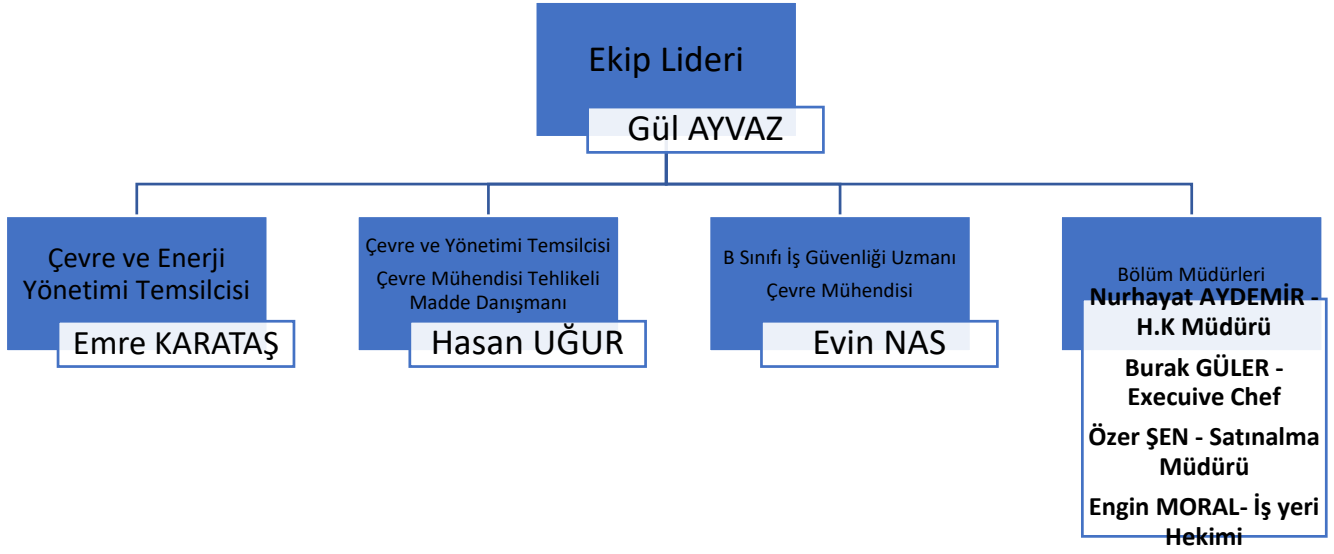 Ekip Lideri
Gül AYVAZ
Çevre ve Enerji
Yönetimi Temsilcisi
Emre KARATAŞ
Çevre ve Yönetimi Temsilcisi
Çevre Mühendisi Tehlikeli
Madde Danışmanı
Hasan UĞUR
B Sınıfı İş Güvenliği Uzmanı
Çevre Mühendisi
Evin NAS
Bölüm Müdürleri
Nurhayat AYDEMİR -
H.K Müdürü
Burak GÜLER -
Execuive Chef
Özer ŞEN - Satınalma
Müdürü
Engin MORAL- İş yeri
Hekimi